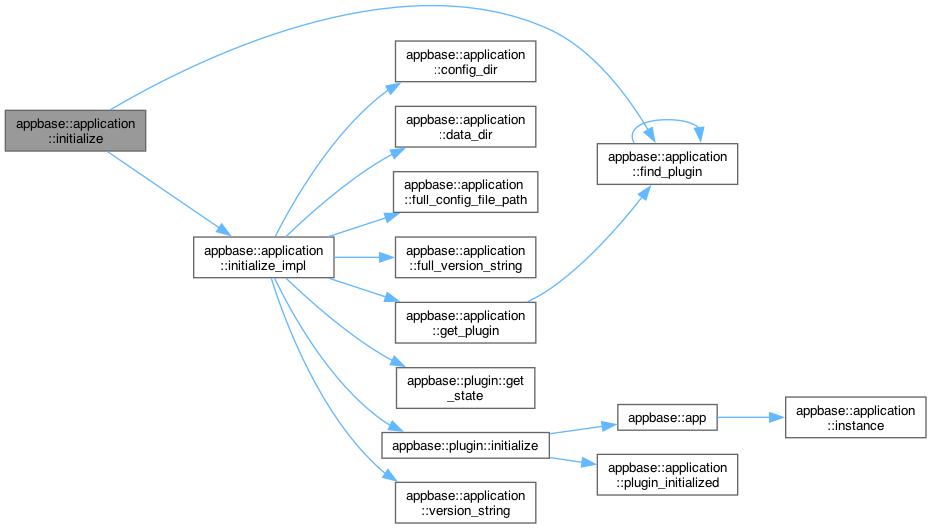 appbase::application
::initialize
appbase::application
::initialize_impl
appbase::application
::config_dir
appbase::application
::data_dir
appbase::application
::full_config_file_path
appbase::application
::full_version_string
appbase::application
::get_plugin
appbase::plugin::get
_state
appbase::plugin::initialize
appbase::application
::version_string
appbase::application
::find_plugin
appbase::app
appbase::application
::plugin_initialized
appbase::application
::instance